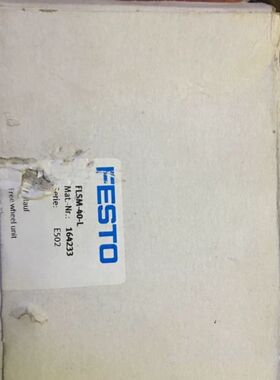 FESTO
FLSM-40-L
Mat.-Nr.: 164233
Serie: E502
Free wheel unit